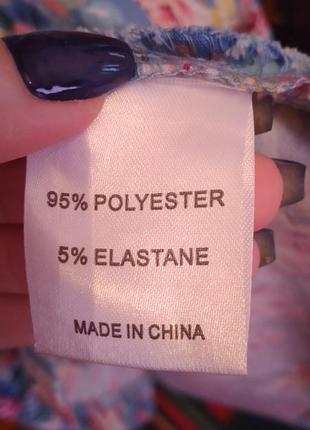 95% POLYESTER
5% ELASTANE
MADE IN CHINA